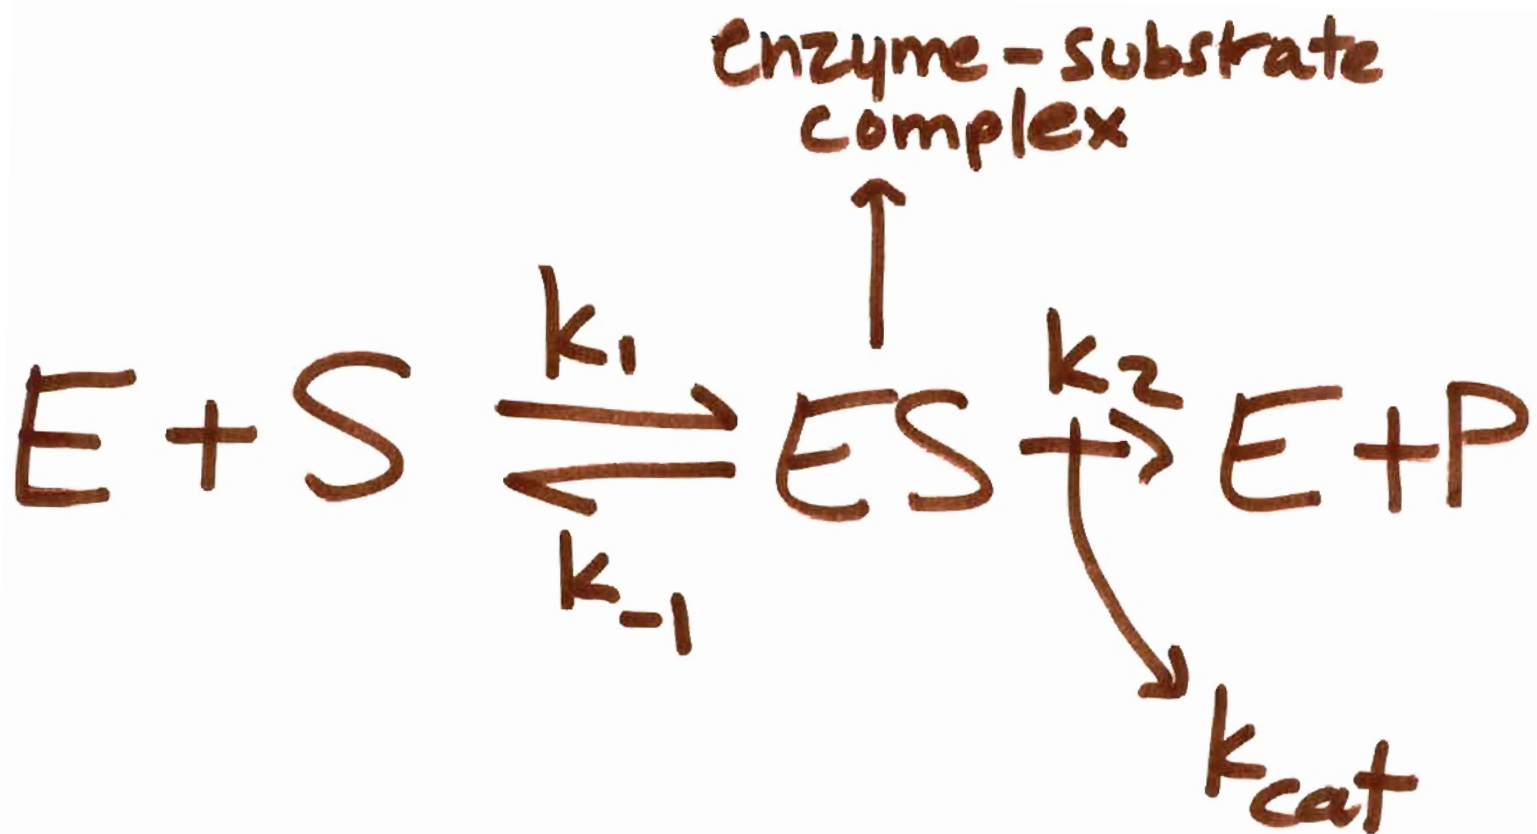 enzyme-substrate
complex
k₁
k₂
E+S ⇌ ES → E+P
k₋₁
kcat